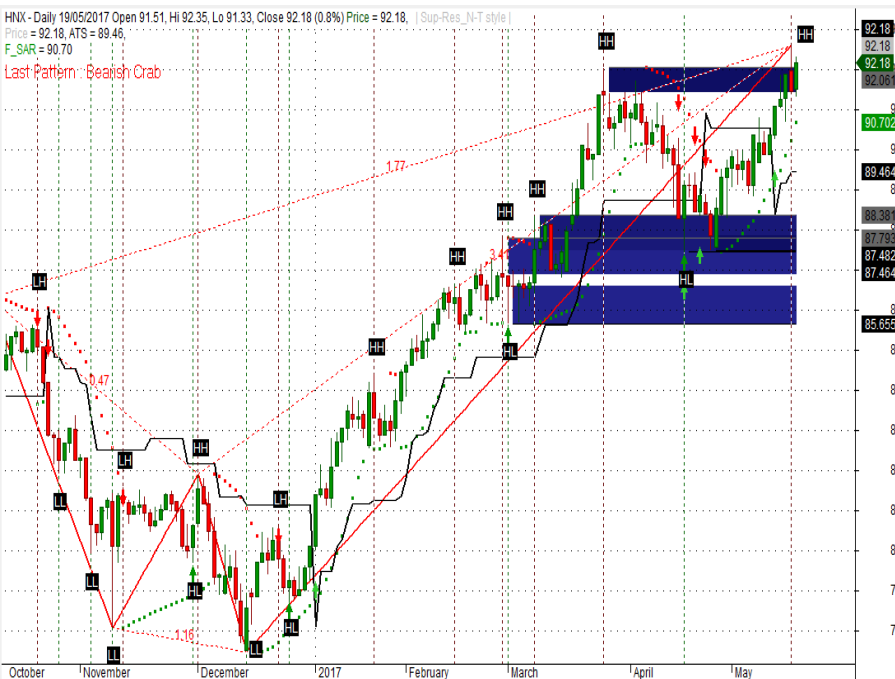 HNX - Daily 19/05/2017 Open 91.51, Hi 92.35, Lo 91.33, Close 92.18 (0.8%) Price = 92.18, | Sup-Res_N-T style |
Price = 92.18, ATS = 89.46,
F_SAR = 90.70
Last Pattern : Bearish Crab
92.18
92.18
92.18
92.061
90.702
89.464
88.381
87.793
87.482
87.464
85.655
HH
HH
1.77
HH
HH
HH
3.4
LH
HL
HL
HH
0.47
HH
LH
LH
LL
LL
HL
HL
1.16
LL
LL
October November December 2017 February March April May